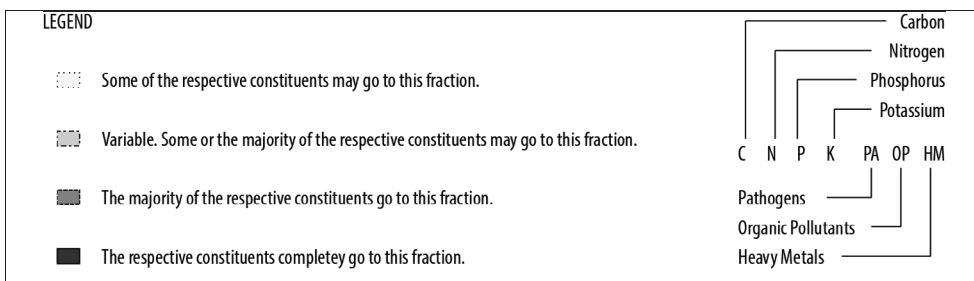 LEGEND
Some of the respective constituents may go to this fraction.
Variable. Some or the majority of the respective constituents may go to this fraction.
The majority of the respective constituents go to this fraction.
The respective constituents completey go to this fraction.
Carbon
Nitrogen
Phosphorus
Potassium
C N P K PA OP HM
Pathogens
Organic Pollutants
Heavy Metals